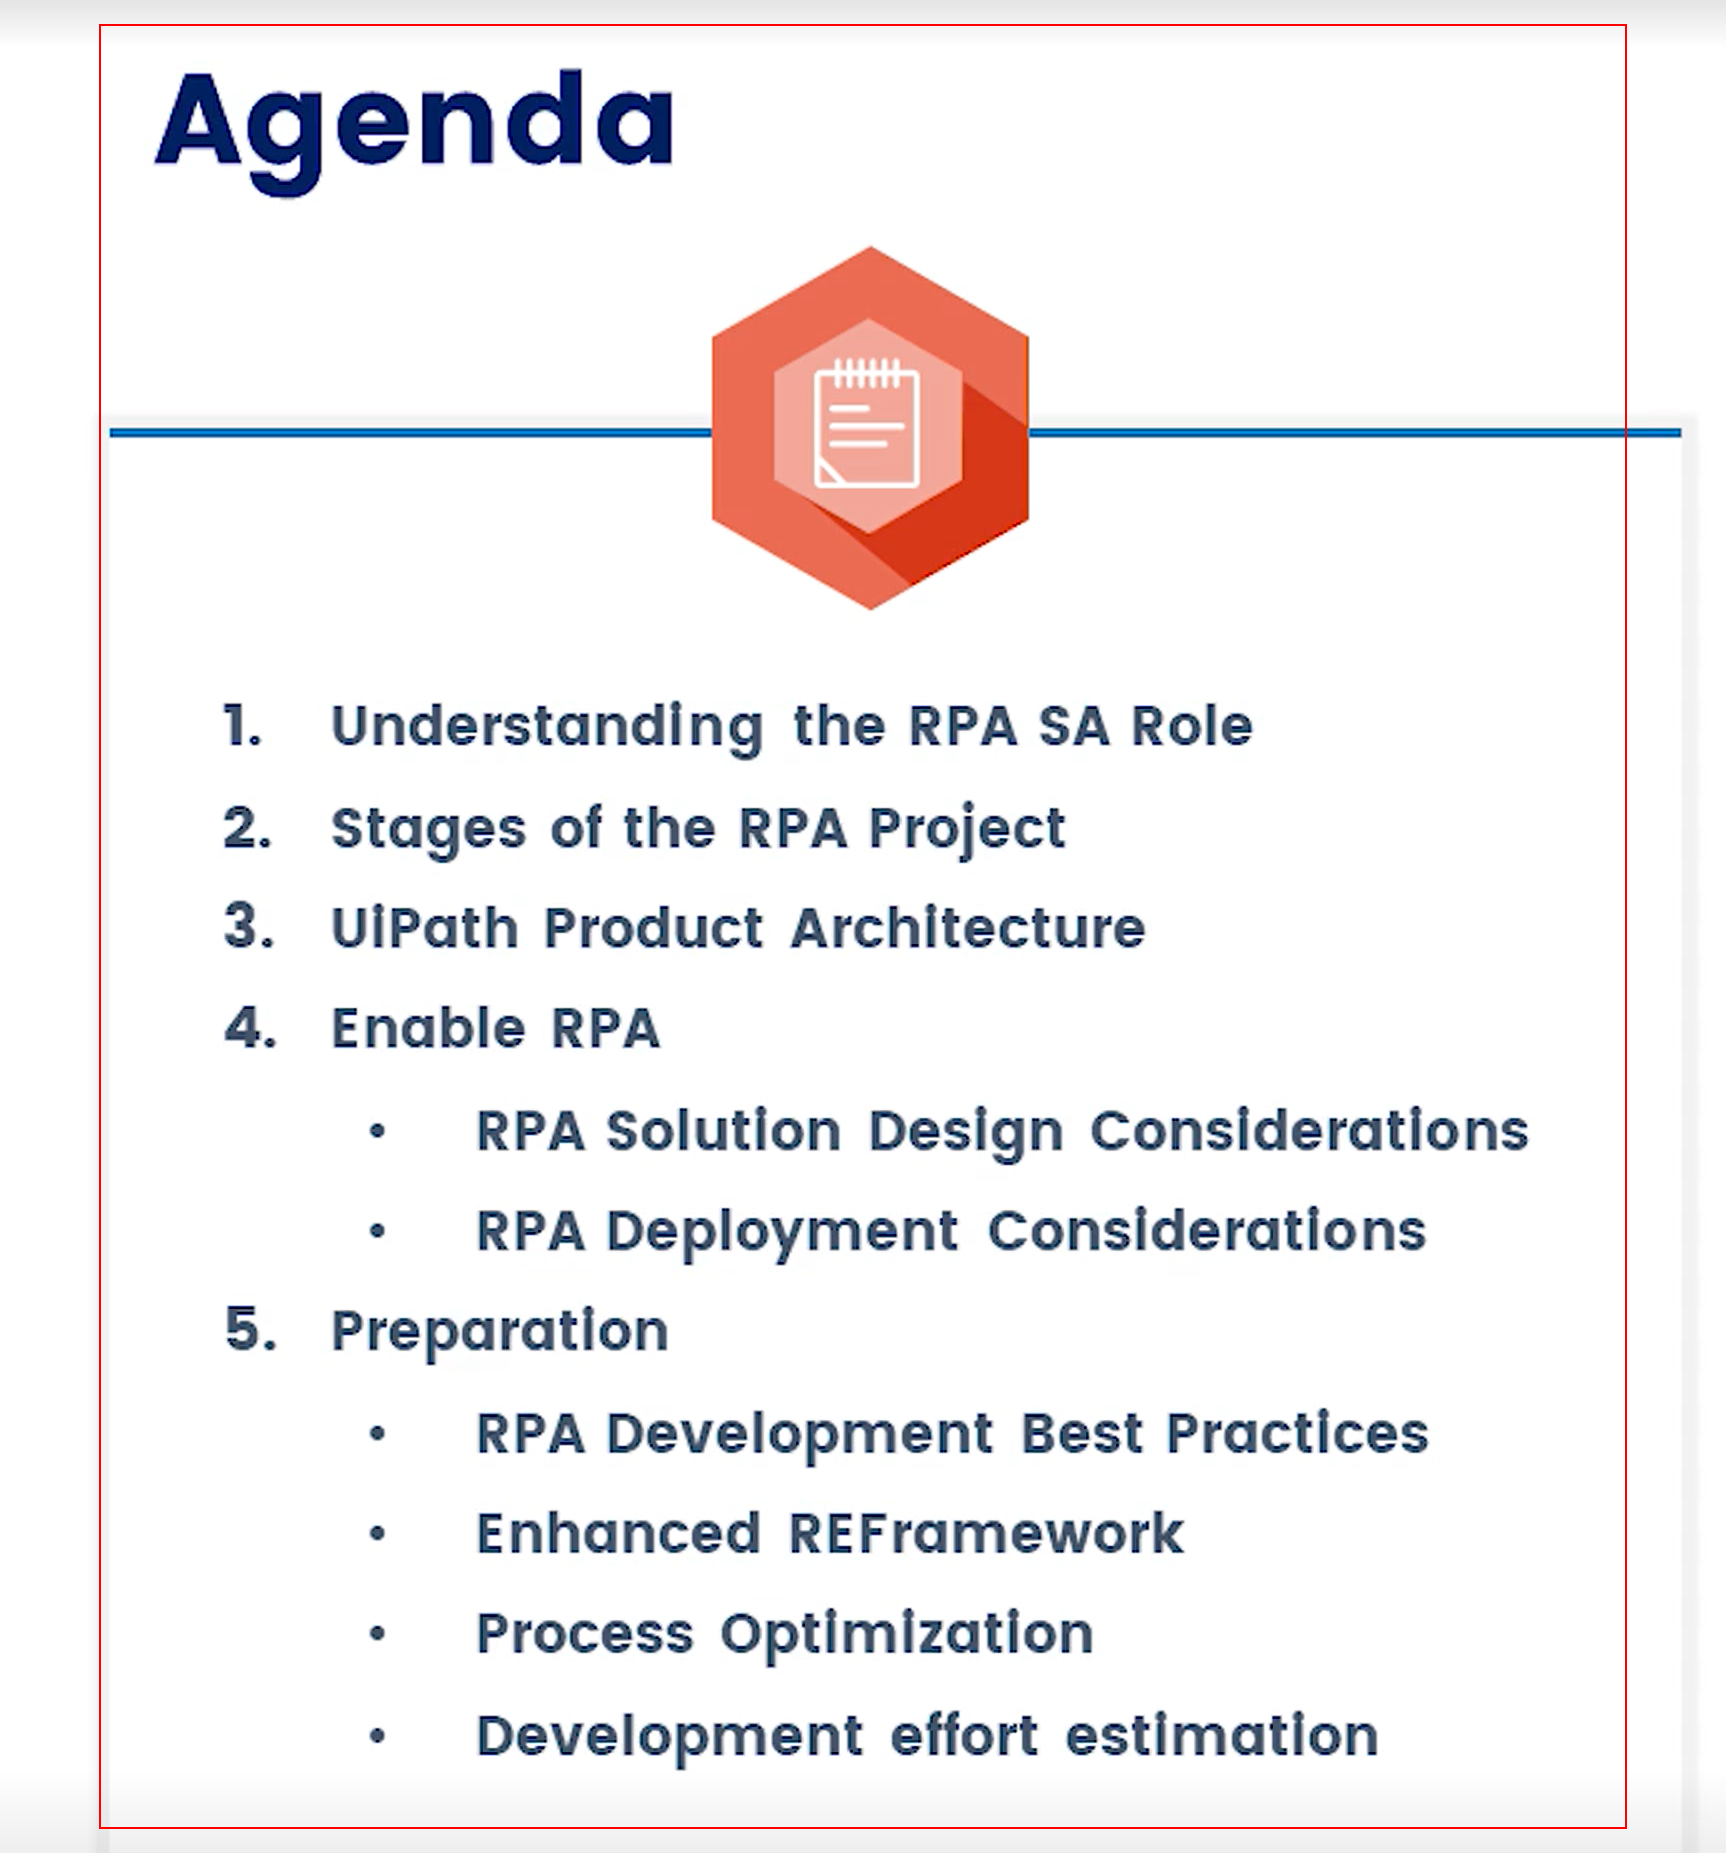 Agenda
1. Understanding the RPA SA Role
2. Stages of the RPA Project
3. UiPath Product Architecture
4. Enable RPA
• RPA Solution Design Considerations
• RPA Deployment Considerations
5. Preparation
• RPA Development Best Practices
• Enhanced REFramework
• Process Optimization
• Development effort estimation